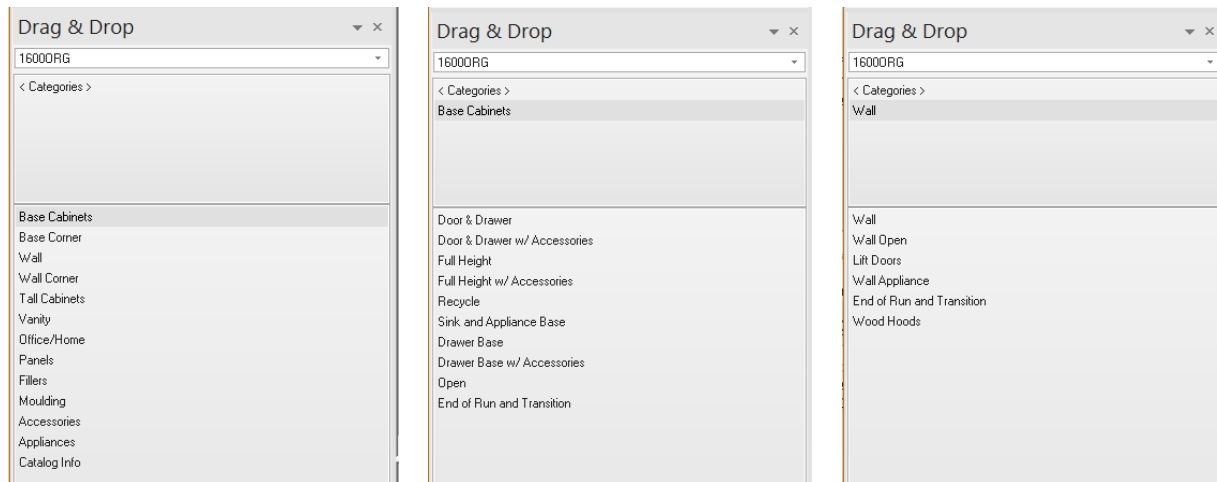 Drag & Drop
1600ORG
< Categories >
Base Cabinets
Base Corner
Wall
Wall Corner
Tall Cabinets
Vanity
Office/Home
Panels
Fillers
Moulding
Accessories
Appliances
Catalog Info
Drag & Drop
1600ORG
< Categories >
Base Cabinets
Door & Drawer
Door & Drawer w/ Accessories
Full Height
Full Height w/ Accessories
Recycle
Sink and Appliance Base
Drawer Base
Drawer Base w/ Accessories
Open
End of Run and Transition
Drag & Drop
1600ORG
< Categories >
Wall
Wall
Wall Open
Lift Doors
Wall Appliance
End of Run and Transition
Wood Hoods